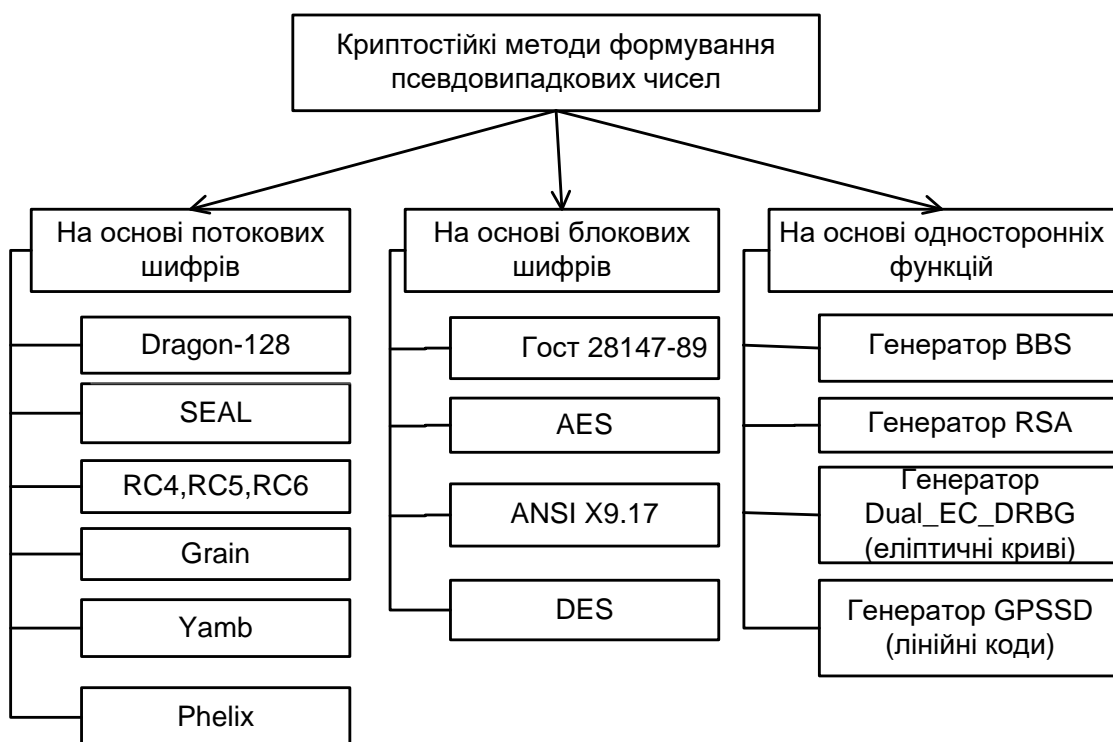 Криптостійкі методи формування
псевдовипадкових чисел
На основі потокових
шифрів
Dragon-128
SEAL
RC4,RC5,RC6
Grain
Yamb
Phelix
На основі блокових
шифрів
Гост 28147-89
AES
ANSI X9.17
DES
На основі односторонніх
функцій
Генератор BBS
Генератор RSA
Генератор
Dual_EC_DRBG
(еліптичні криві)
Генератор GPSSD
(лінійні коди)